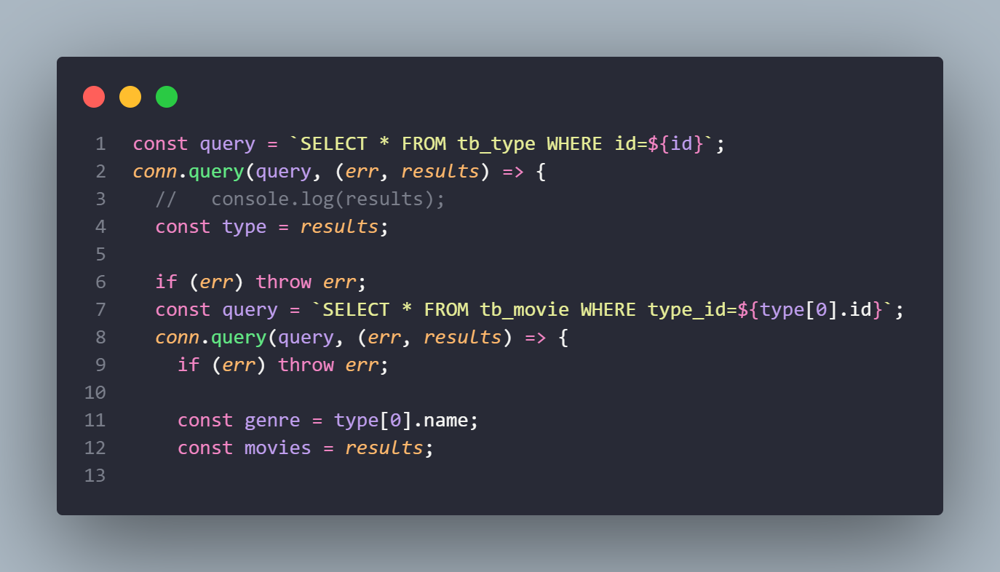 1 const query = `SELECT * FROM tb_type WHERE id=${id}`;
2 conn.query(query, (err, results) => {
3   //   console.log(results);
4   const type = results;
5
6   if (err) throw err;
7   const query = `SELECT * FROM tb_movie WHERE type_id=${type[0].id}`;
8   conn.query(query, (err, results) => {
9     if (err) throw err;
10
11     const genre = type[0].name;
12     const movies = results;
13